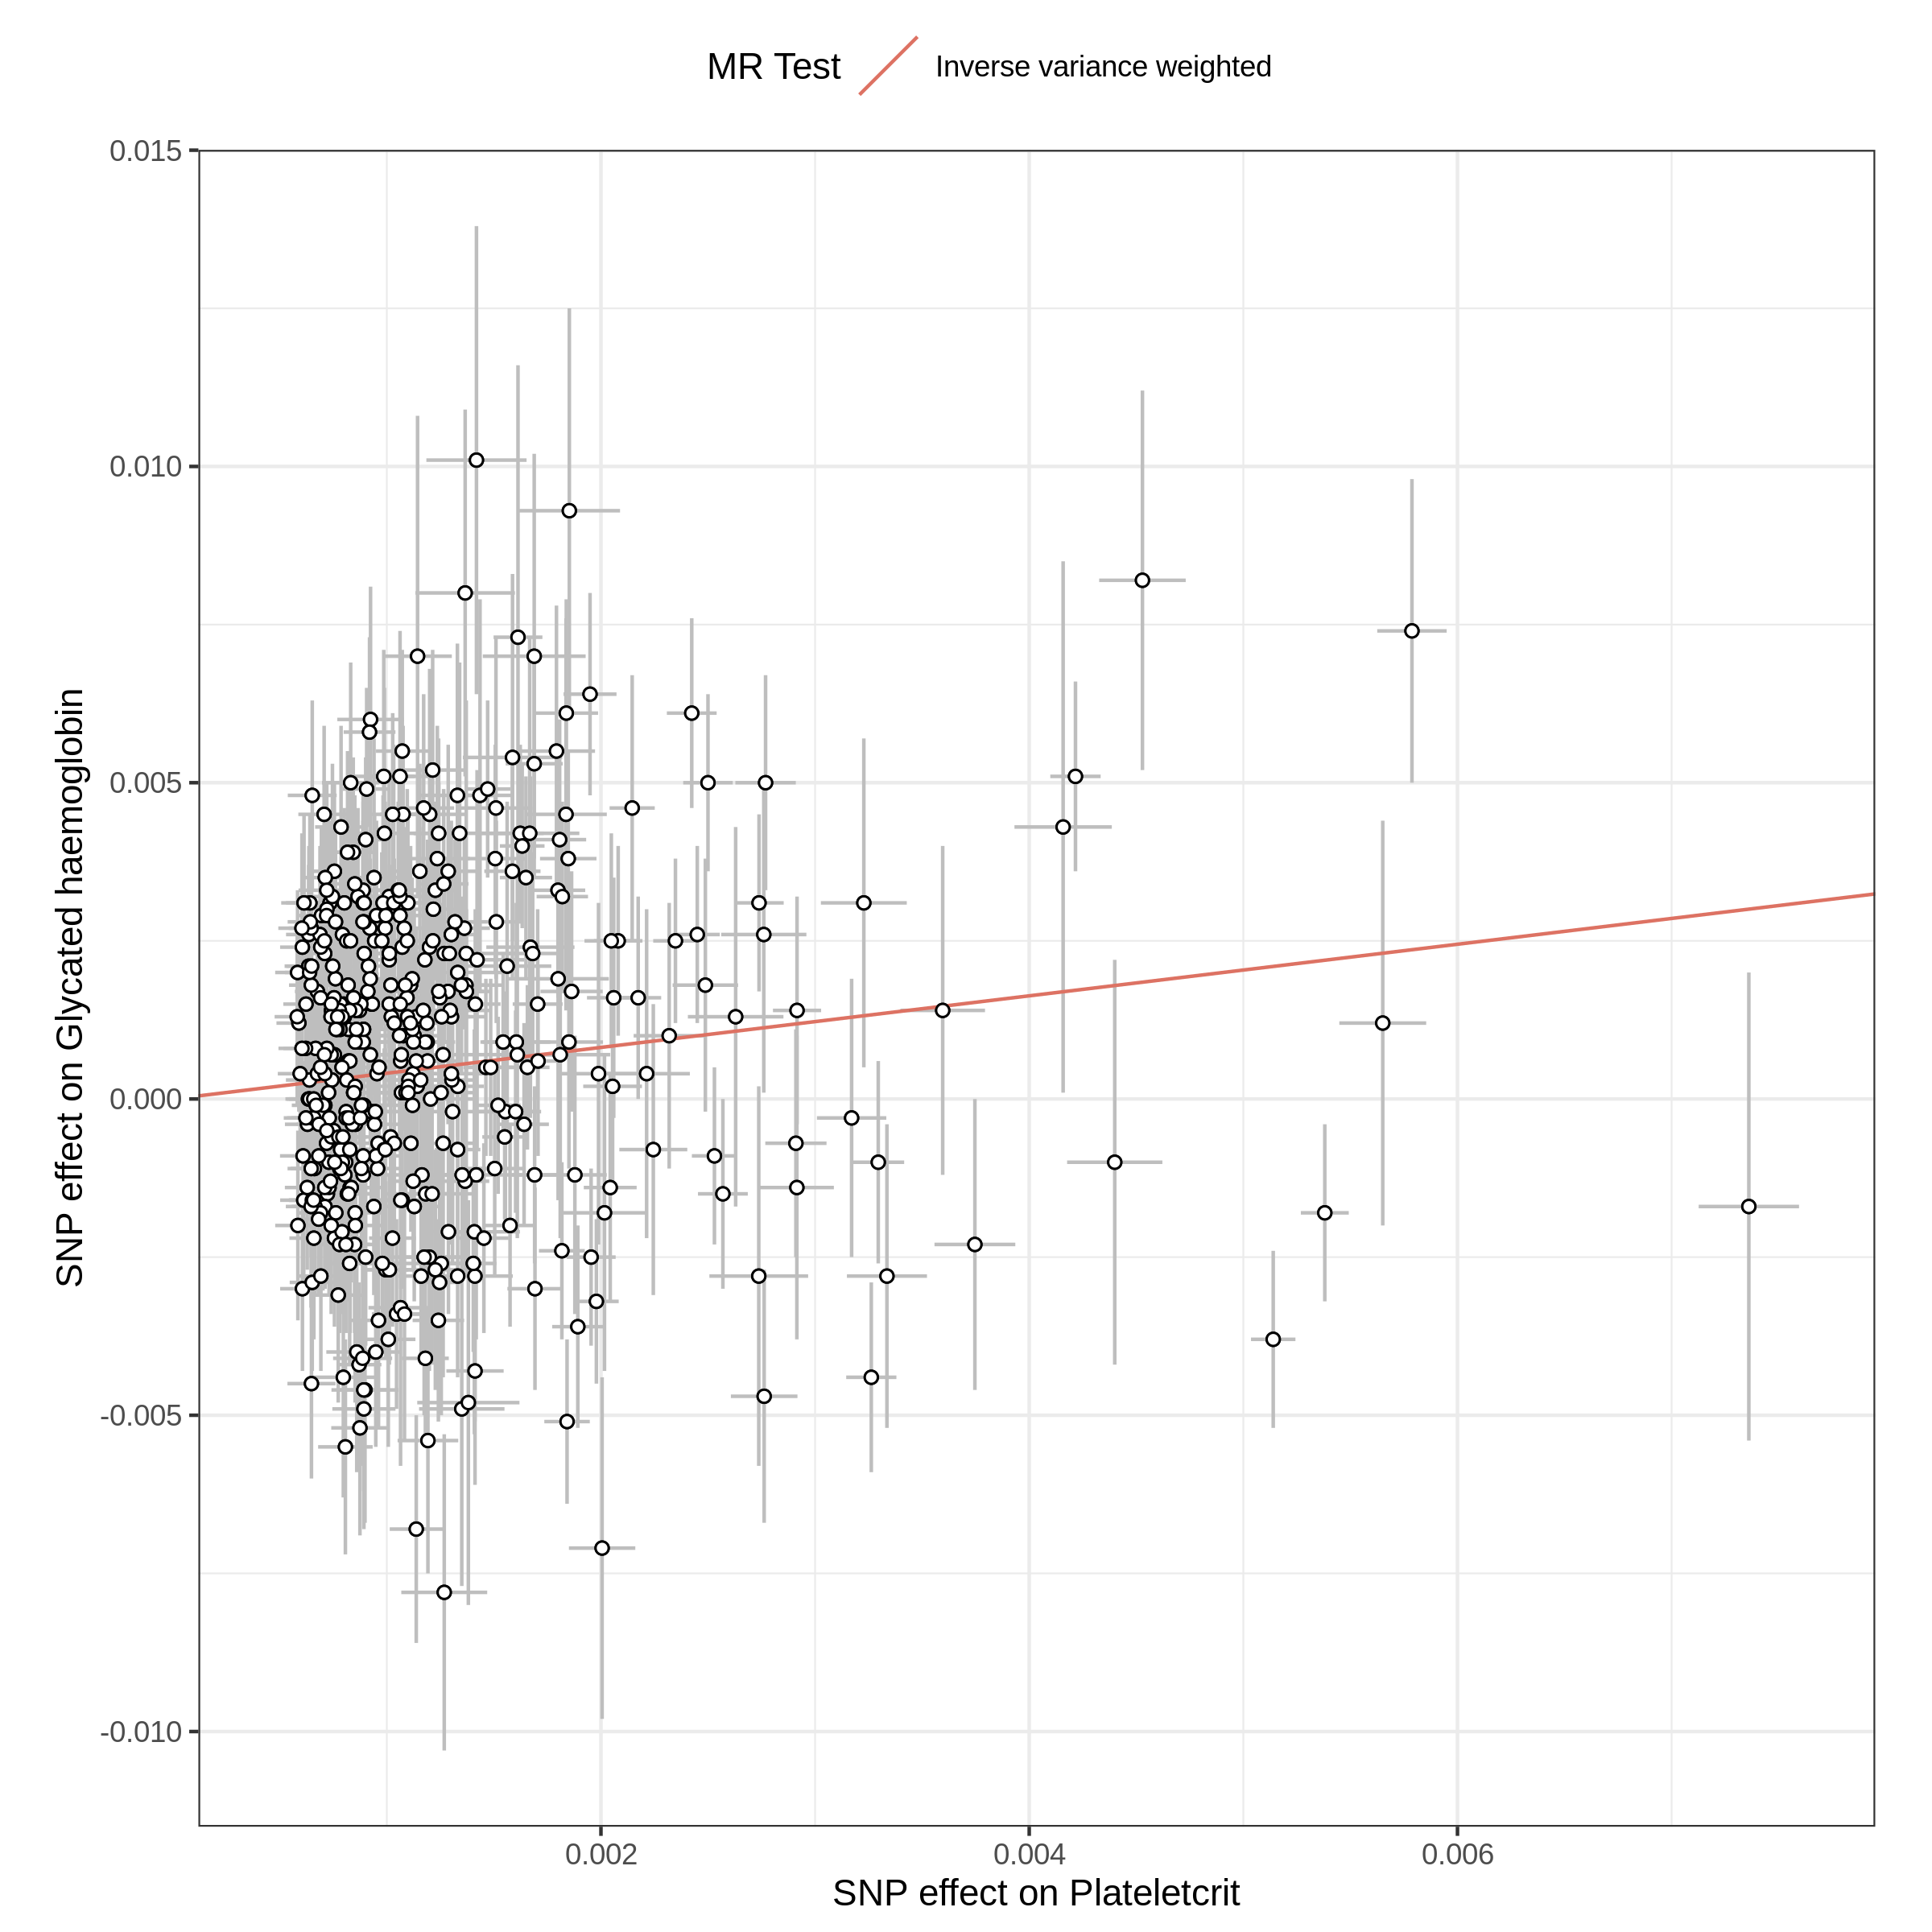 MR Test
Inverse variance weighted
0.015
0.010
0.005
0.000
-0.005
-0.010
SNP effect on Glycated haemoglobin
0.002
0.004
0.006
SNP effect on Plateletcrit